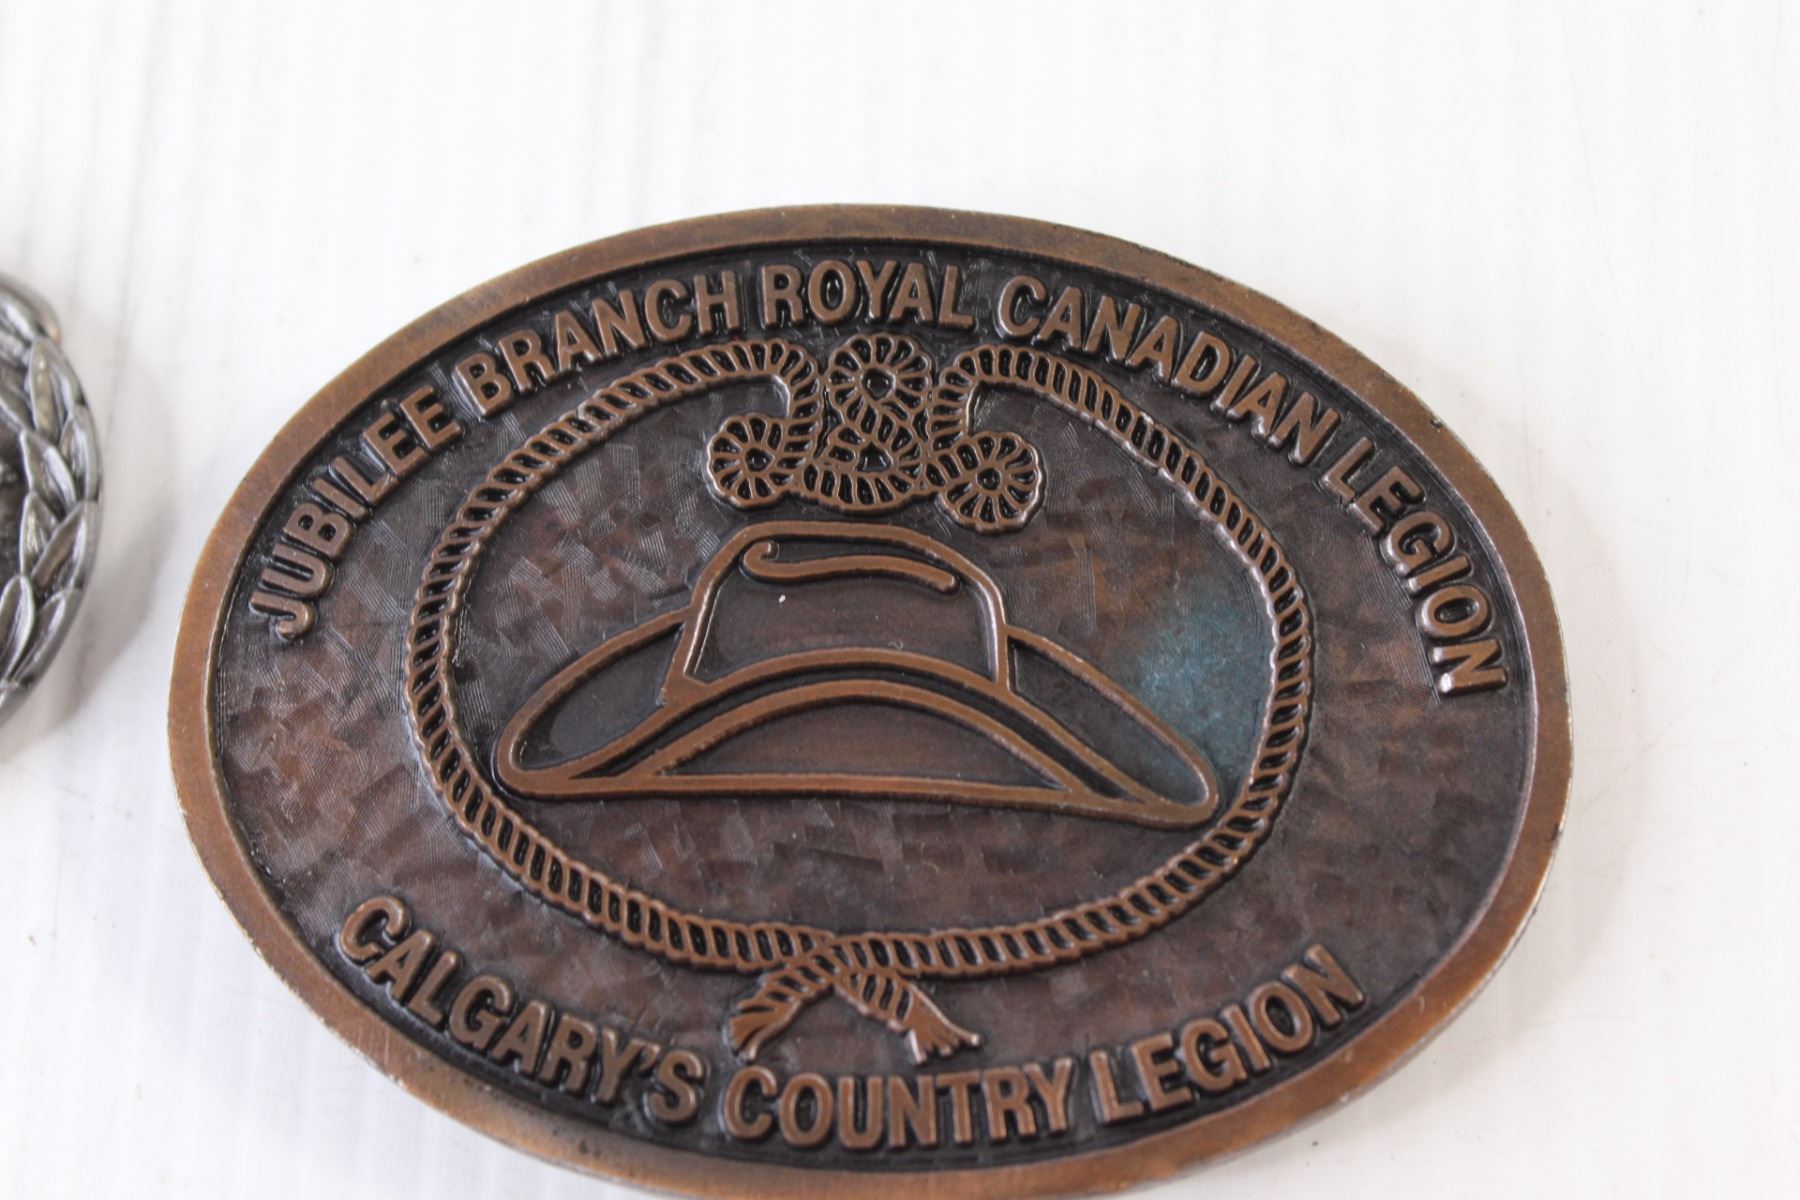 JUBILEE BRANCH ROYAL CANADIAN LEGION
CALGARY'S COUNTRY LEGION